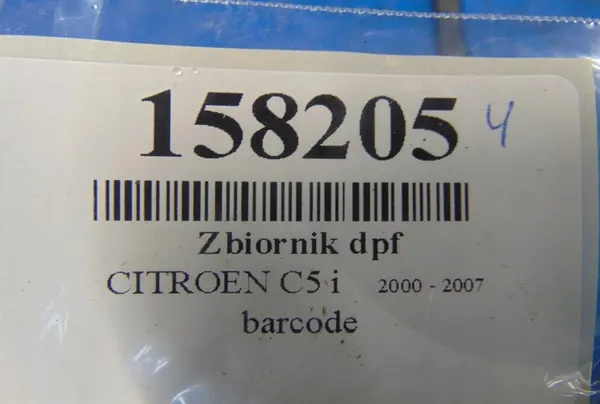 158205 4
Zbiornik dpf
CITROEN C5 i 2000 - 2007
barcode